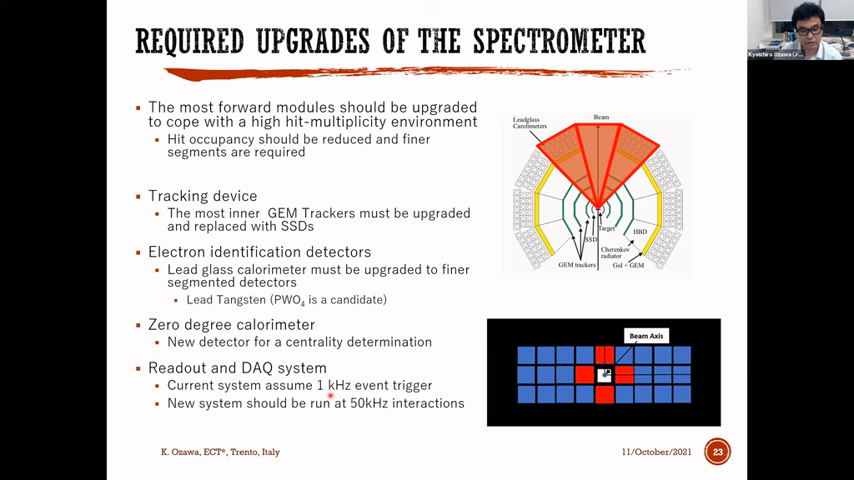 REQUIRED UPGRADES OF THE SPECTROMETER
Kyoichiro Ozawa
The most forward modules should be upgraded
to cope with a high hit-multiplicity environment
Hit occupancy should be reduced and finer
segments are required
Tracking device
The most inner GEM Trackers must be upgraded
and replaced with SSDs
Electron identification detectors
Lead glass calorimeter must be upgraded to finer
segmented detectors
Lead Tangsten (PWO4 is a candidate)
Zero degree calorimeter
New detector for a centrality determination
Readout and DAQ system
Current system assume 1 kHz event trigger
New system should be run at 50kHz interactions
Leadglass
Beam
Target
SSD
HBD
Cherenkov
radiator
GEM trackers
CsI + GEM
Beam Axis
K. Ozawa, ECT*, Trento, Italy
11/October/2021
23